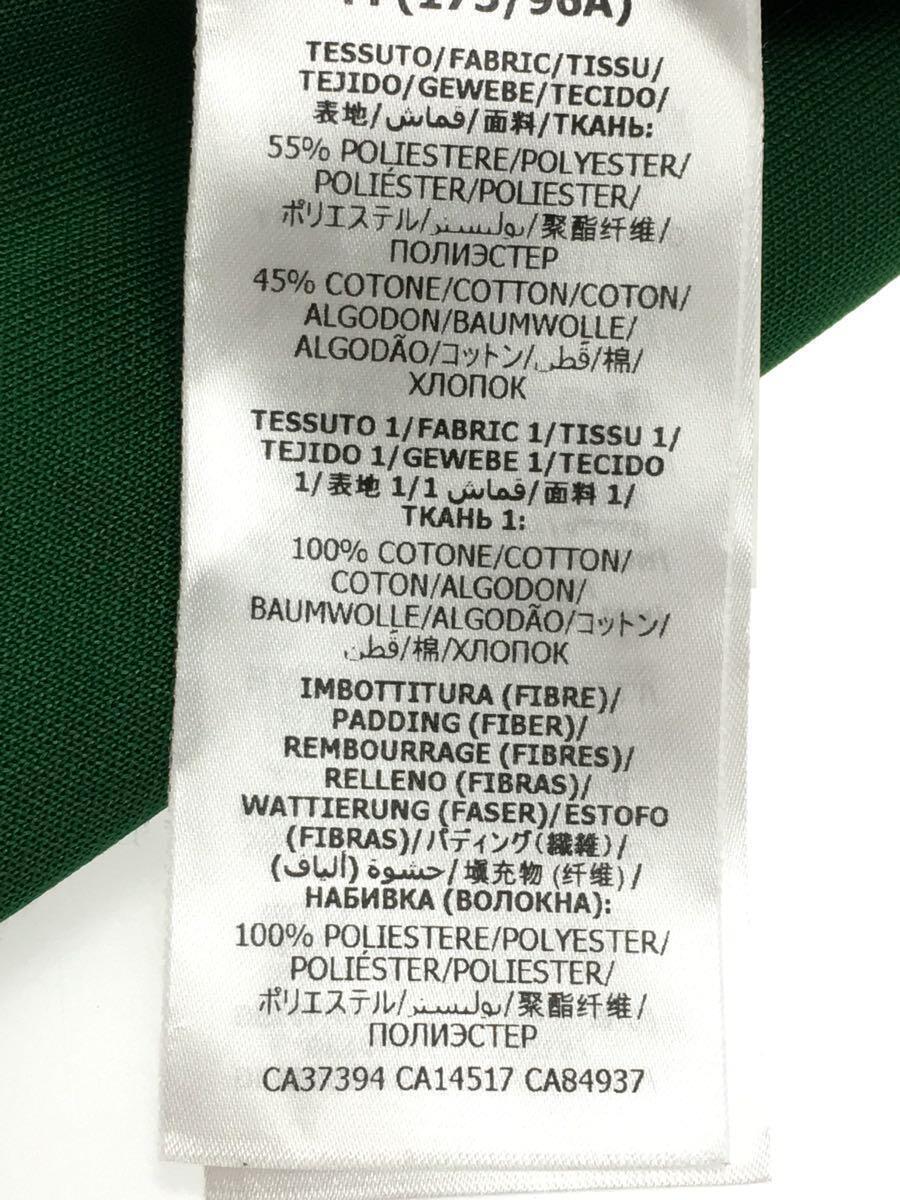 (175/96A)
TESSUTO/FABRIC/TISSU/
TEJIDO/GEWEBE/TECIDO/
表地/قماش/面料/ТКАНЬ:
55% POLIESTERE/POLYESTER/
POLIÉSTER/POLIESTER/
ポリエステル/بوليستر/聚酯纤维/
ПОЛИЭСТЕР
45% COTONE/COTTON/COTON/
ALGODON/BAUMWOLLE/
ALGODÃO/コットン/قطن/棉/
ХЛОПОК
TESSUTO 1/FABRIC 1/TISSU 1/
TEJIDO 1/GEWEBE 1/TECIDO
1/表地 1/قماش 1/面料 1/
ТКАНЬ 1:
100% COTONE/COTTON/
COTON/ALGODON/
BAUMWOLLE/ALGODÃO/コットン/
قطن/棉/ХЛОПОК
IMBOTTITURA (FIBRE)/
PADDING (FIBER)/
REMBOURRAGE (FIBRES)/
RELLENO (FIBRAS)/
WATTIERUNG (FASER)/ESTOFO
(FIBRAS)/パディング(繊維)/
حشوة (ألياف)/填充物 (纤维)/
НАБИВКА (ВОЛОКНА):
100% POLIESTERE/POLYESTER/
POLIÉSTER/POLIESTER/
ポリエステル/بوليستر/聚酯纤维/
ПОЛИЭСТЕР
CA37394 CA14517 CA84937